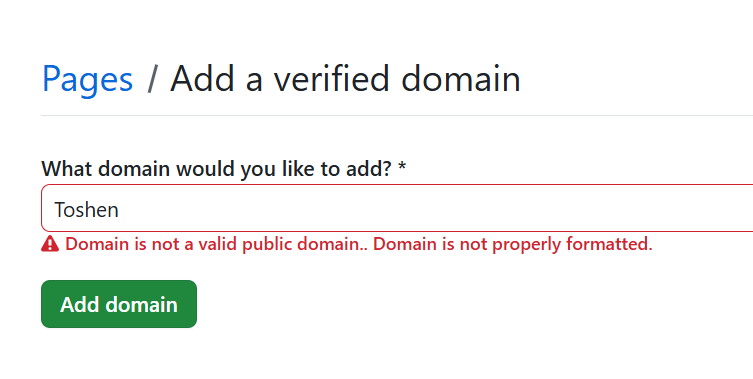 Pages / Add a verified domain
What domain would you like to add? *
Toshen
Domain is not a valid public domain.. Domain is not properly formatted.
Add domain